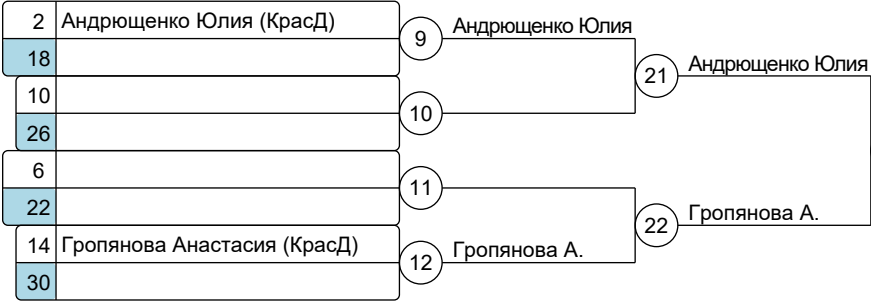 2 Андрющенко Юлия (КрасД)
9 Андрющенко Юлия
18
21 Андрющенко Юлия
10
10
26
6
11
22
22 Гропянова А.
14 Гропянова Анастасия (КрасД)
12 Гропянова А.
30